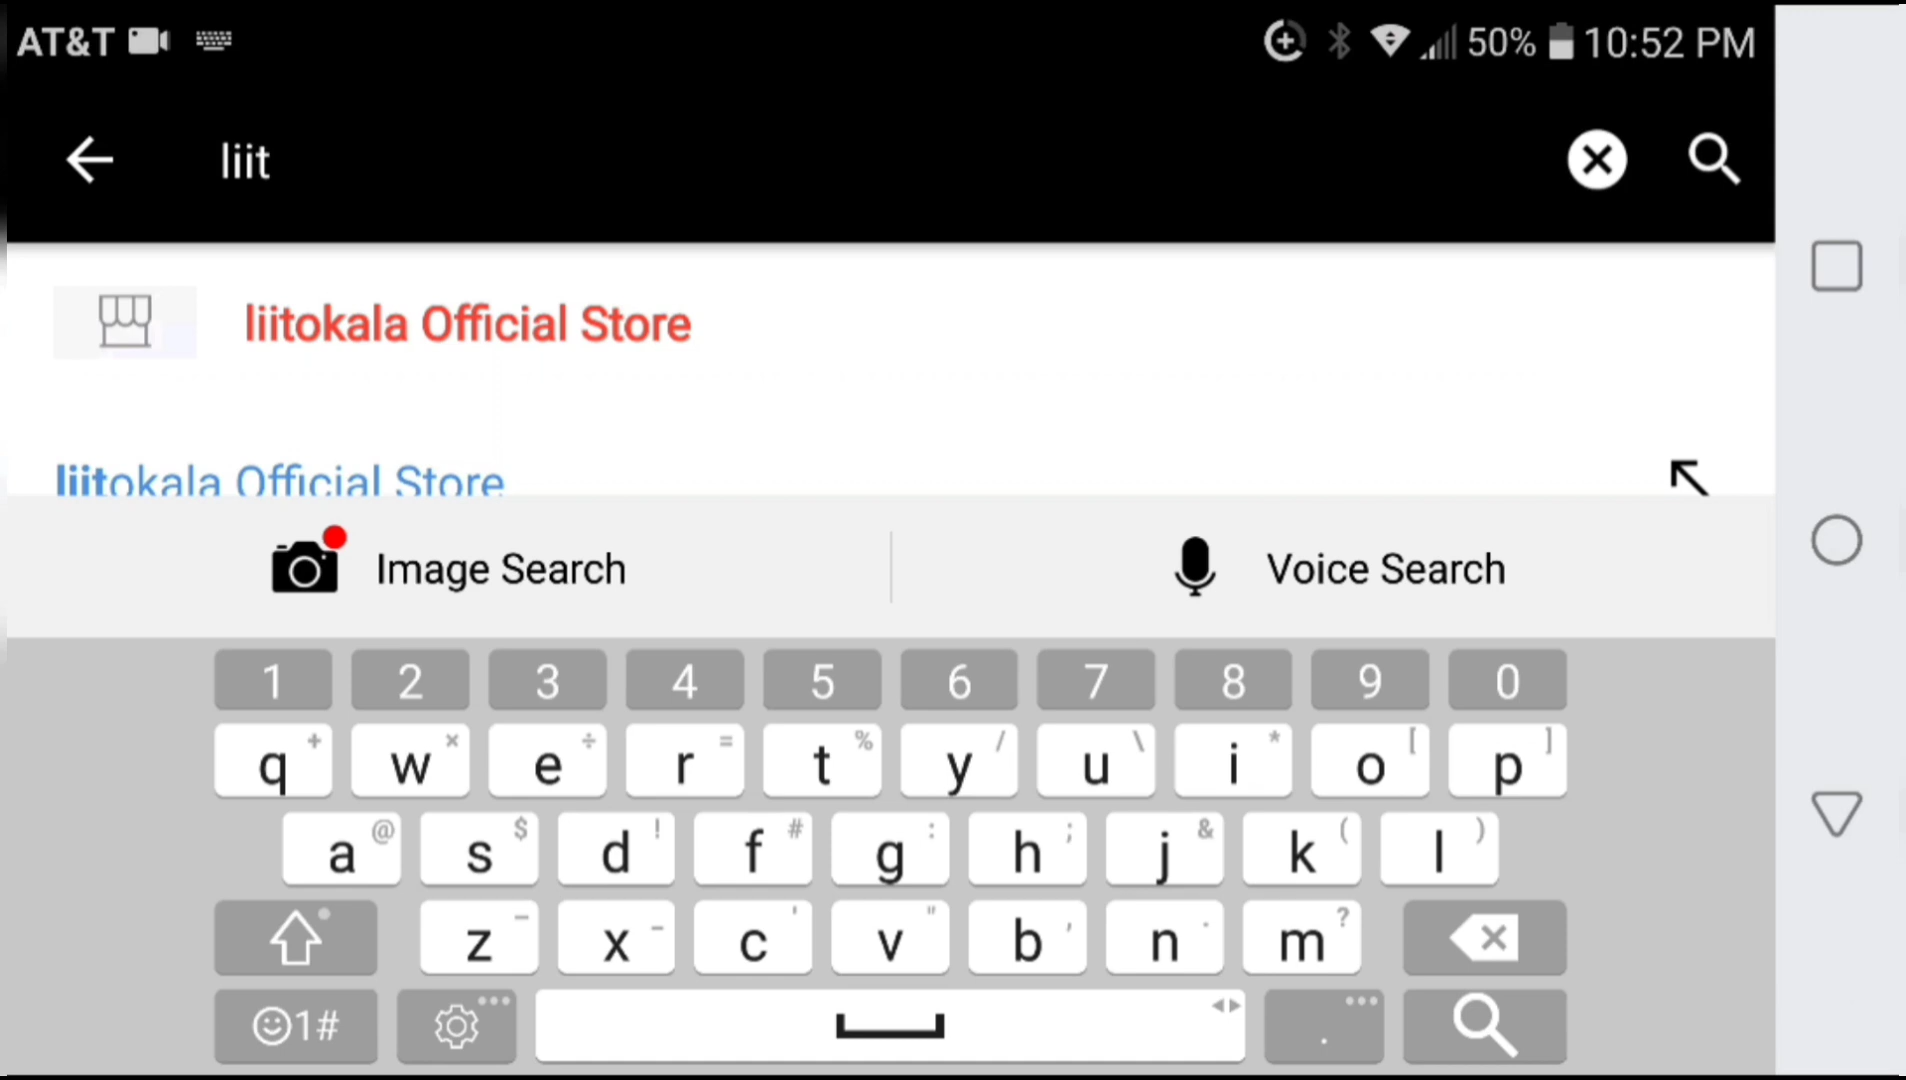 AT&T 50% 10:52 PM
liit
liitokala Official Store
liitokala Official Store
Image Search Voice Search
1 2 3 4 5 6 7 8 9 0
q + w × e ÷ r = t % y / u \ i * o [ p ]
a @ s $ d ! f # g : h ; j & k ( l )
z – x - c ' v " b , n . m ?
1# .